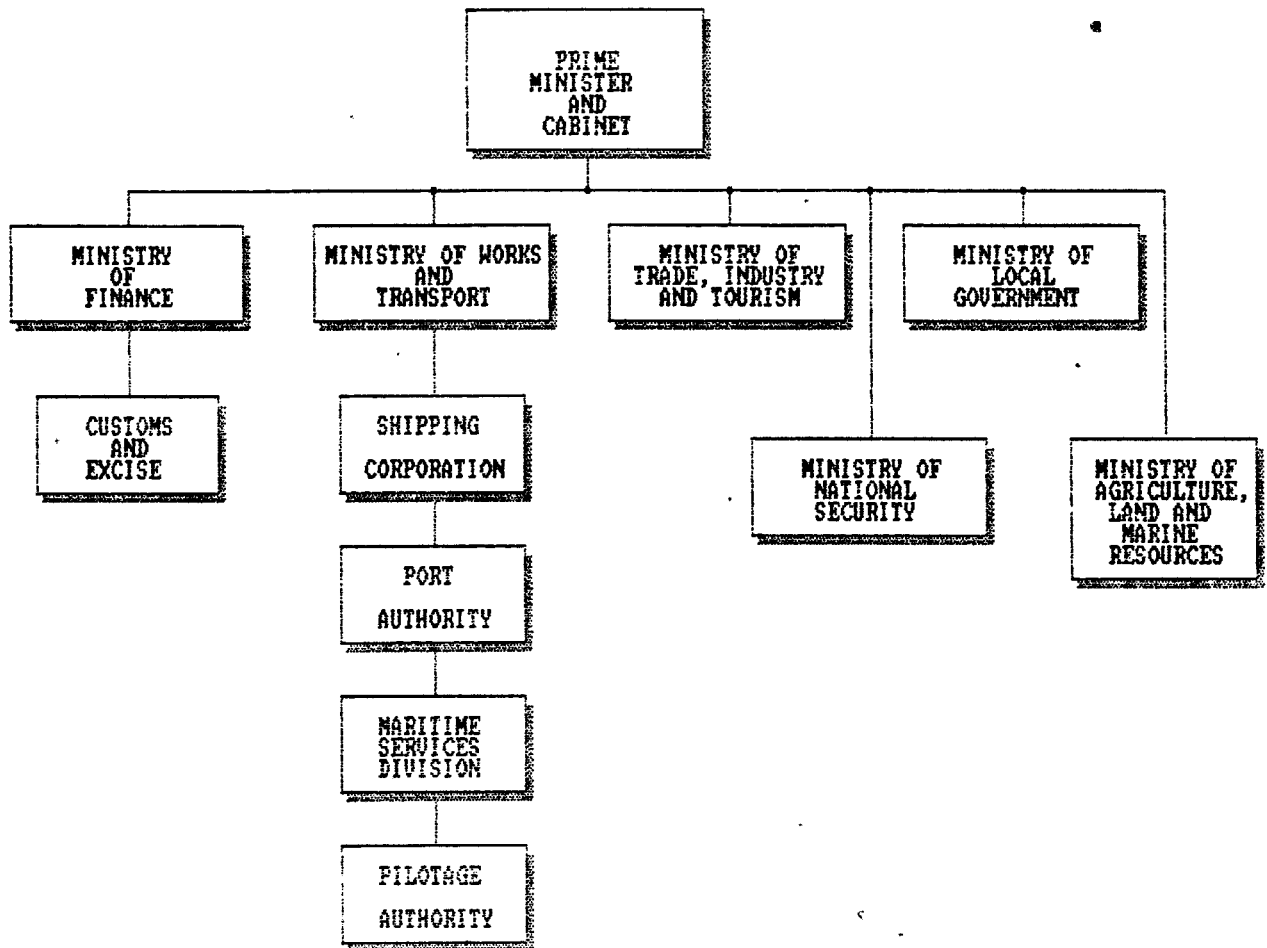 PRIME
MINISTER
AND
CABINET
MINISTRY
OF
FINANCE
MINISTRY OF WORKS
AND
TRANSPORT
MINISTRY OF
TRADE, INDUSTRY
AND TOURISM
MINISTRY OF
LOCAL
GOVERNMENT
CUSTOMS
AND
EXCISE
SHIPPING
CORPORATION
MINISTRY OF
NATIONAL
SECURITY
MINISTRY OF
AGRICULTURE,
LAND AND
MARINE
RESOURCES
PORT
AUTHORITY
MARITIME
SERVICES
DIVISION
PILOTAGE
AUTHORITY